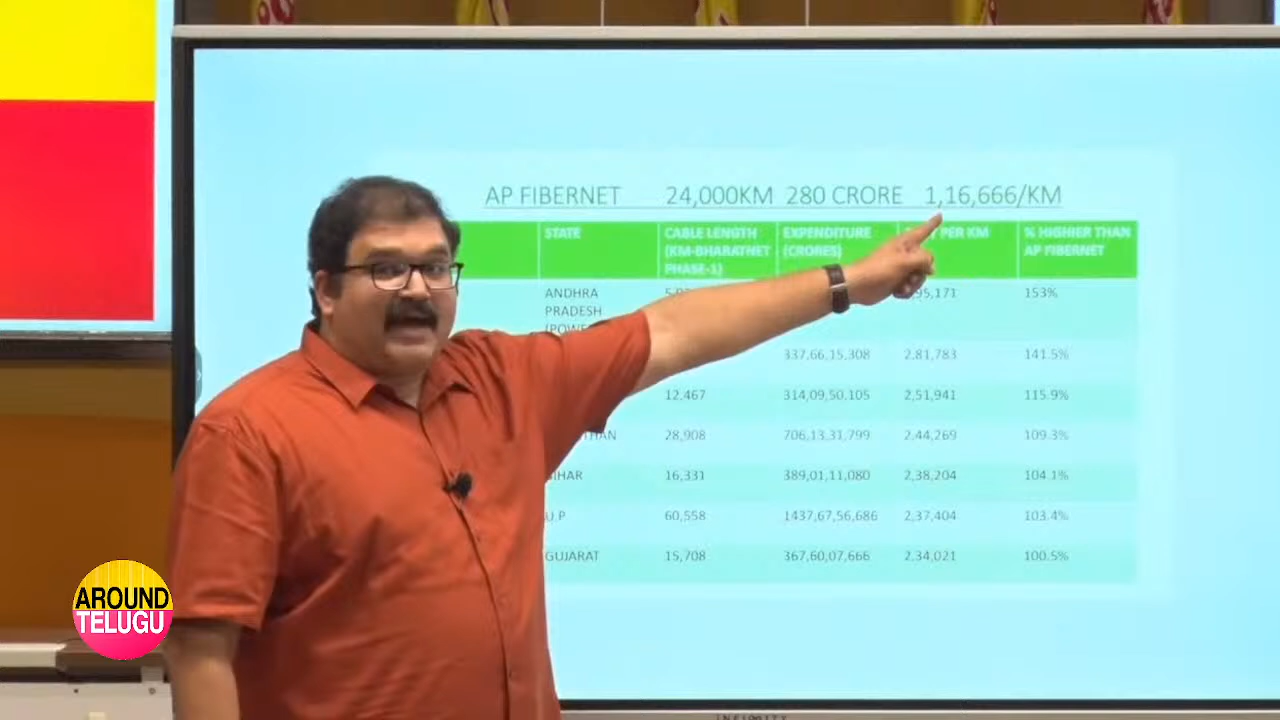 AP FIBERNET 24,000KM 280 CRORE 1,16,666/KM
STATE CABLE LENGTH (KM-BHARATNET PHASE-1) EXPENDITURE (CRORES) PER KM % HIGHIER THAN AP FIBERNET
ANDHRA PRADESH 153%
337,66,15,308 2,81,783 141.5%
12,467 314,09,50,105 2,51,941 115.9%
28,908 706,13,31,799 2,44,269 109.3%
BIHAR 16,331 389,01,11,080 2,38,204 104.1%
U.P 60,558 1437,67,56,686 2,37,404 103.4%
GUJARAT 15,708 367,60,07,666 2,34,021 100.5%
AROUND
TELUGU